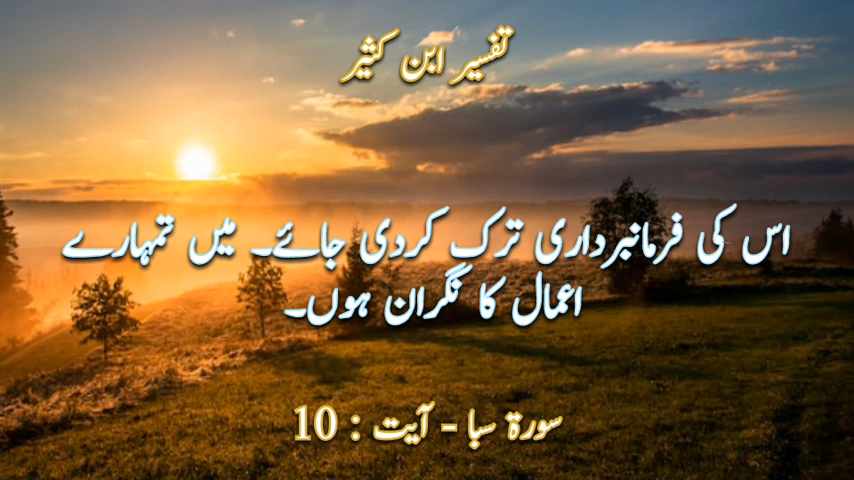 تفسیر ابن کثیر
اس کی فرمانبرداری ترک کردی جائے۔ میں تمہارے
اعمال کا نگران ہوں۔
سورۃ سبا - آیت : 10